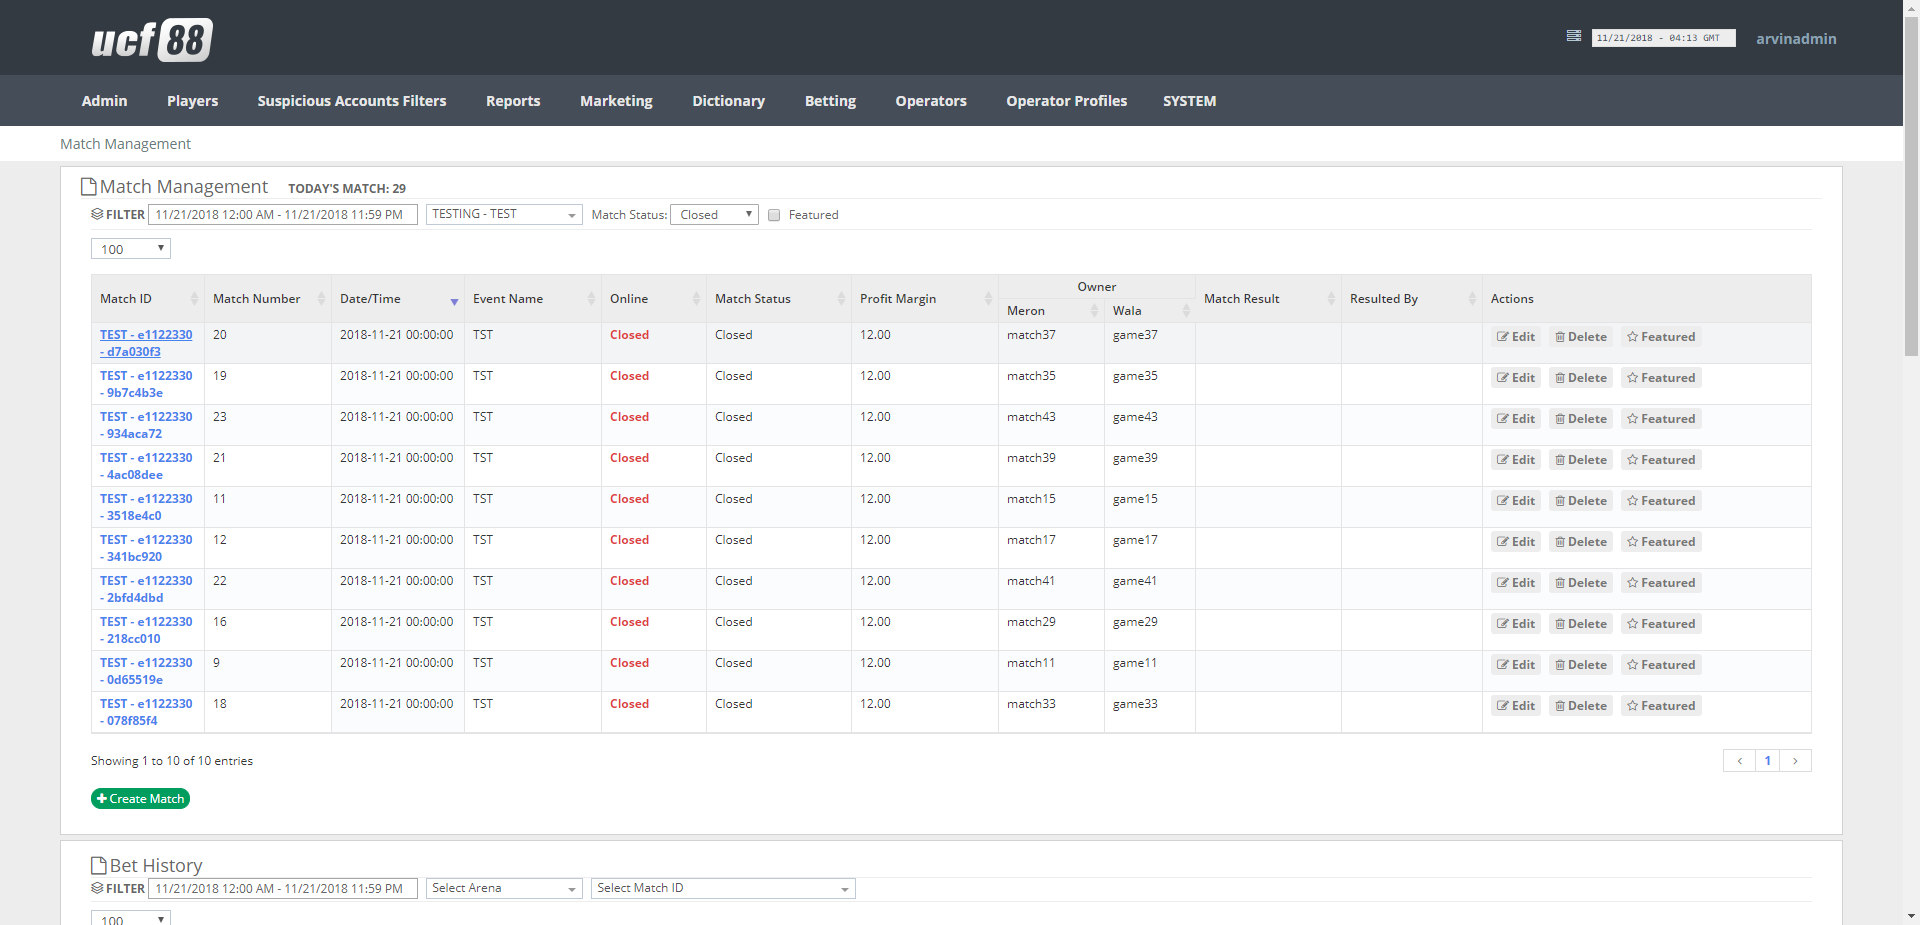 ucf88
11/21/2018 - 04:13 GMT arvinadmin
Admin Players Suspicious Accounts Filters Reports Marketing Dictionary Betting Operators Operator Profiles SYSTEM
Match Management
Match Management TODAY'S MATCH: 29
FILTER 11/21/2018 12:00 AM - 11/21/2018 11:59 PM TESTING - TEST Match Status: Closed Featured
100
Owner
Match ID Match Number Date/Time Event Name Online Match Status Profit Margin Match Result Resulted By Actions
Meron Wala
TEST - e1122330 20 2018-11-21 00:00:00 TST Closed Closed 12.00 match37 game37 Edit Delete Featured
- d7a030f3
TEST - e1122330 19 2018-11-21 00:00:00 TST Closed Closed 12.00 match35 game35 Edit Delete Featured
- 9b7c4b3e
TEST - e1122330 23 2018-11-21 00:00:00 TST Closed Closed 12.00 match43 game43 Edit Delete Featured
- 934aca72
TEST - e1122330 21 2018-11-21 00:00:00 TST Closed Closed 12.00 match39 game39 Edit Delete Featured
- 4ac08dee
TEST - e1122330 11 2018-11-21 00:00:00 TST Closed Closed 12.00 match15 game15 Edit Delete Featured
- 3518e4c0
TEST - e1122330 12 2018-11-21 00:00:00 TST Closed Closed 12.00 match17 game17 Edit Delete Featured
- 341bc920
TEST - e1122330 22 2018-11-21 00:00:00 TST Closed Closed 12.00 match41 game41 Edit Delete Featured
- 2bfd4dbd
TEST - e1122330 16 2018-11-21 00:00:00 TST Closed Closed 12.00 match29 game29 Edit Delete Featured
- 218cc010
TEST - e1122330 9 2018-11-21 00:00:00 TST Closed Closed 12.00 match11 game11 Edit Delete Featured
- 0d65519e
TEST - e1122330 18 2018-11-21 00:00:00 TST Closed Closed 12.00 match33 game33 Edit Delete Featured
- 078f85f4
Showing 1 to 10 of 10 entries ‹ 1 ›
Create Match
Bet History
FILTER 11/21/2018 12:00 AM - 11/21/2018 11:59 PM Select Arena Select Match ID
100